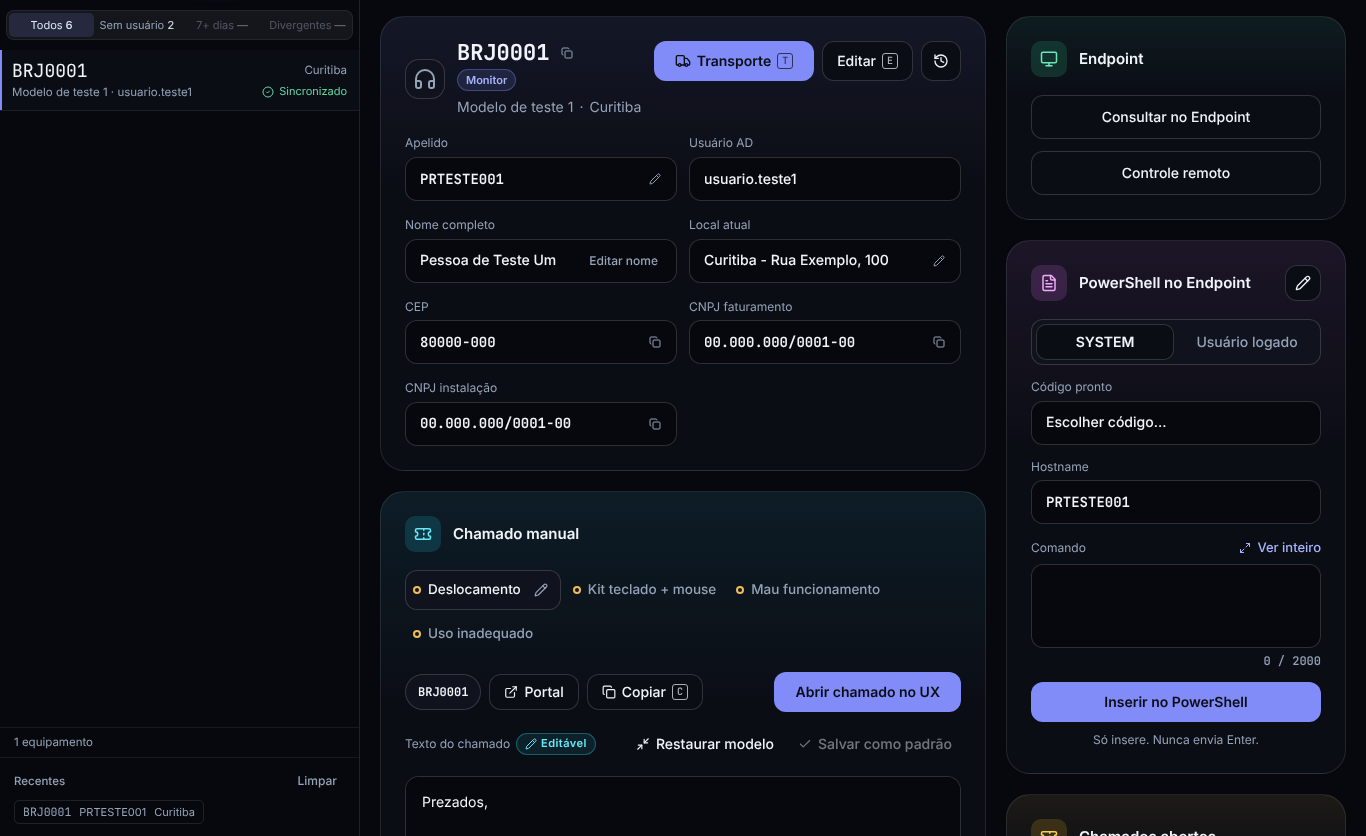 Todos 6
Sem usuário 2
7+ dias —
Divergentes —
BRJ0001
Curitiba
Modelo de teste 1 · usuario.teste1
Sincronizado
1 equipamento
Recentes
Limpar
BRJ0001 PRTESTE001 Curitiba
BRJ0001
Monitor
Modelo de teste 1 · Curitiba
Transporte T
Editar E
Apelido
PRTESTE001
Usuário AD
usuario.teste1
Nome completo
Pessoa de Teste Um
Editar nome
Local atual
Curitiba - Rua Exemplo, 100
CEP
80000-000
CNPJ faturamento
00.000.000/0001-00
CNPJ instalação
00.000.000/0001-00
Chamado manual
Deslocamento
Kit teclado + mouse
Mau funcionamento
Uso inadequado
BRJ0001
Portal
Copiar C
Abrir chamado no UX
Texto do chamado
Editável
Restaurar modelo
Salvar como padrão
Prezados,
Endpoint
Consultar no Endpoint
Controle remoto
PowerShell no Endpoint
SYSTEM
Usuário logado
Código pronto
Escolher código...
Hostname
PRTESTE001
Comando
Ver inteiro
0 / 2000
Inserir no PowerShell
Só insere. Nunca envia Enter.
Chamados abertos